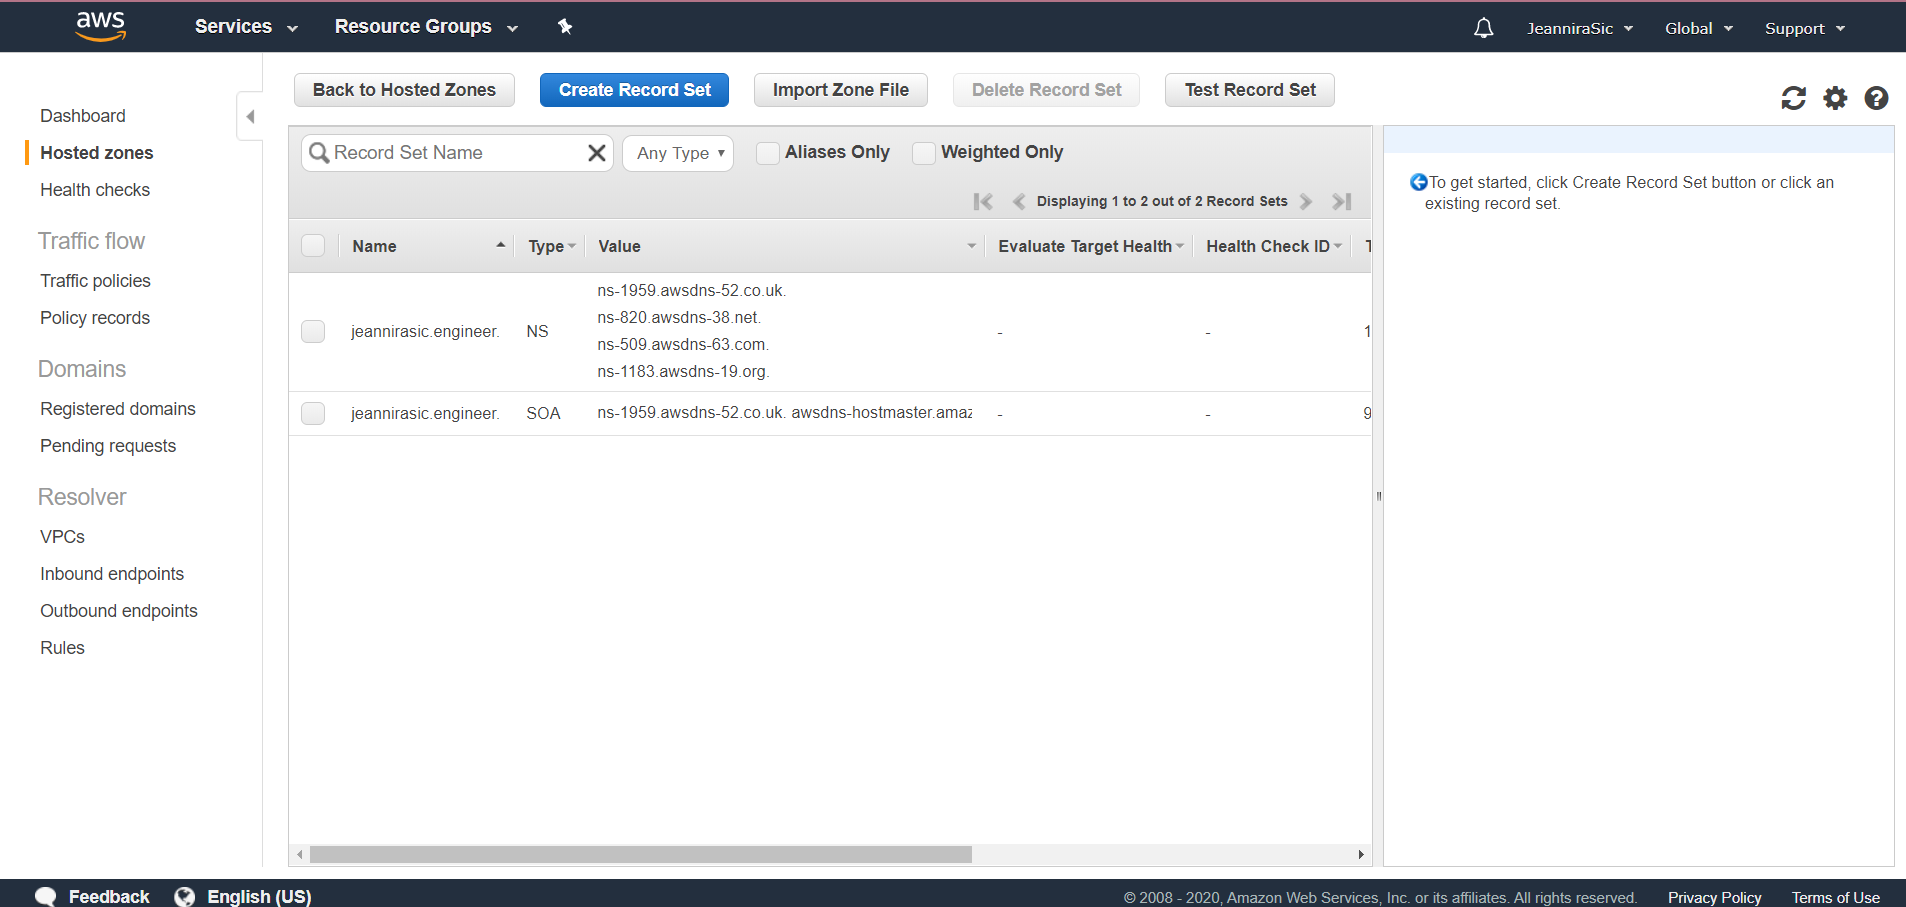 aws Services Resource Groups JeanniraSic Global Support
Dashboard
Hosted zones
Health checks
Traffic flow
Traffic policies
Policy records
Domains
Registered domains
Pending requests
Resolver
VPCs
Inbound endpoints
Outbound endpoints
Rules
Back to Hosted Zones Create Record Set Import Zone File Delete Record Set Test Record Set
Record Set Name Any Type Aliases Only Weighted Only
Displaying 1 to 2 out of 2 Record Sets
Name Type Value Evaluate Target Health Health Check ID T
jeannirasic.engineer. NS
ns-1959.awsdns-52.co.uk.
ns-820.awsdns-38.net.
ns-509.awsdns-63.com.
ns-1183.awsdns-19.org.
- - 1
jeannirasic.engineer. SOA ns-1959.awsdns-52.co.uk. awsdns-hostmaster.amaz - - 9
To get started, click Create Record Set button or click an
existing record set.
Feedback English (US) © 2008 - 2020, Amazon Web Services, Inc. or its affiliates. All rights reserved. Privacy Policy Terms of Use